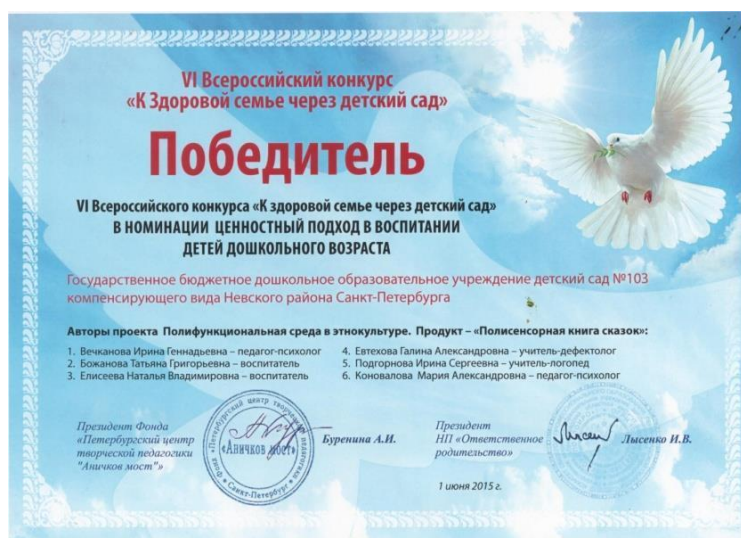 VI Всероссийский конкурс
«К Здоровой семье через детский сад»
Победитель
VI Всероссийского конкурса «К здоровой семье через детский сад»
В НОМИНАЦИИ ЦЕННОСТНЫЙ ПОДХОД В ВОСПИТАНИИ
ДЕТЕЙ ДОШКОЛЬНОГО ВОЗРАСТА
Государственное бюджетное дошкольное образовательное учреждение детский сад №103
компенсирующего вида Невского района Санкт-Петербурга
Авторы проекта Полифункциональная среда в этнокультуре. Продукт – «Полисенсорная книга сказок»:
1. Вечканова Ирина Геннадьевна – педагог-психолог
2. Божанова Татьяна Григорьевна – воспитатель
3. Елисеева Наталья Владимировна – воспитатель
4. Евтехова Галина Александровна – учитель-дефектолог
5. Подгорнова Ирина Сергеевна – учитель-логопед
6. Коновалова Мария Александровна – педагог-психолог
Президент Фонда
«Петербургский центр
творческой педагогики
"Аничков мост"»
«АНИЧКОВ МОСТ»
Санкт-Петербург
Буренина А.И.
Президент
НП «Ответственное
родительство»
Лысенко И.В.
1 июня 2015 г.